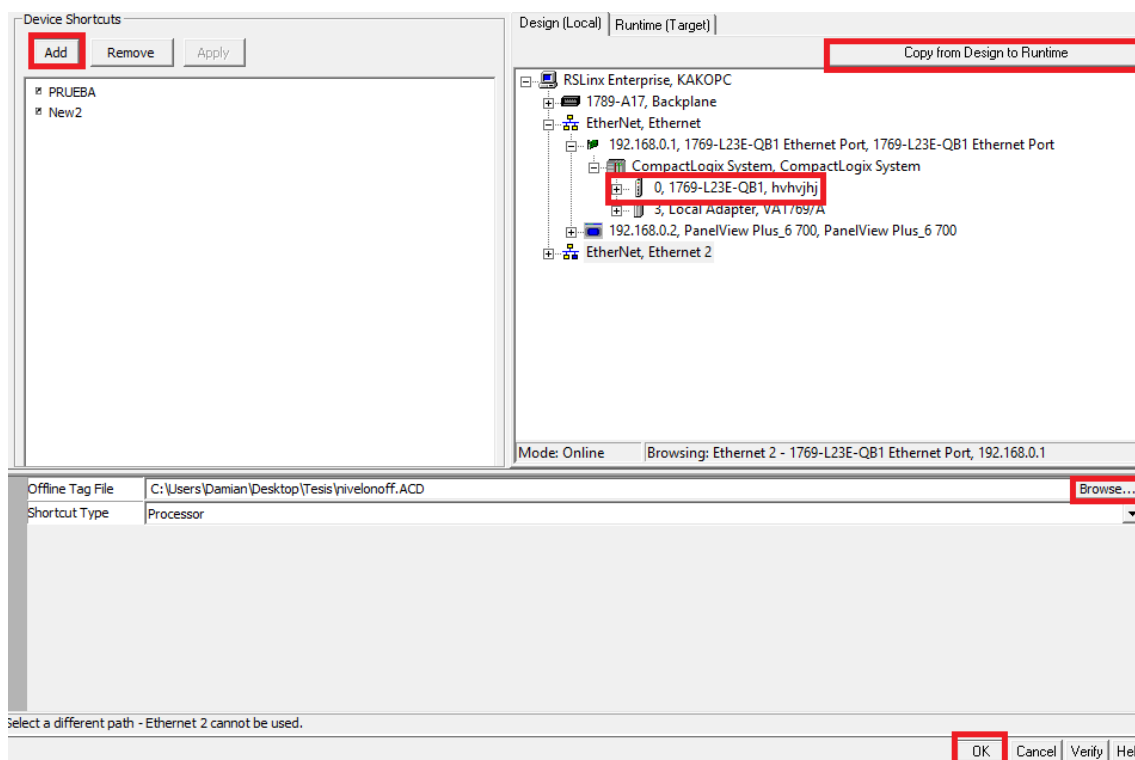 Device Shortcuts
Add Remove Apply
PRUEBA
New2
Design (Local) Runtime (Target)
Copy from Design to Runtime
RSLinx Enterprise, KAKOPC
1789-A17, Backplane
EtherNet, Ethernet
192.168.0.1, 1769-L23E-QB1 Ethernet Port, 1769-L23E-QB1 Ethernet Port
CompactLogix System, CompactLogix System
0, 1769-L23E-QB1, hvhvjhj
3, Local Adapter, VA1769/A
192.168.0.2, PanelView Plus_6 700, PanelView Plus_6 700
EtherNet, Ethernet 2
Mode: Online Browsing: Ethernet 2 - 1769-L23E-QB1 Ethernet Port, 192.168.0.1
Offline Tag File C:\Users\Damian\Desktop\Tesis\nivelonoff.ACD Browse...
Shortcut Type Processor
Select a different path - Ethernet 2 cannot be used.
OK Cancel Verify Hel